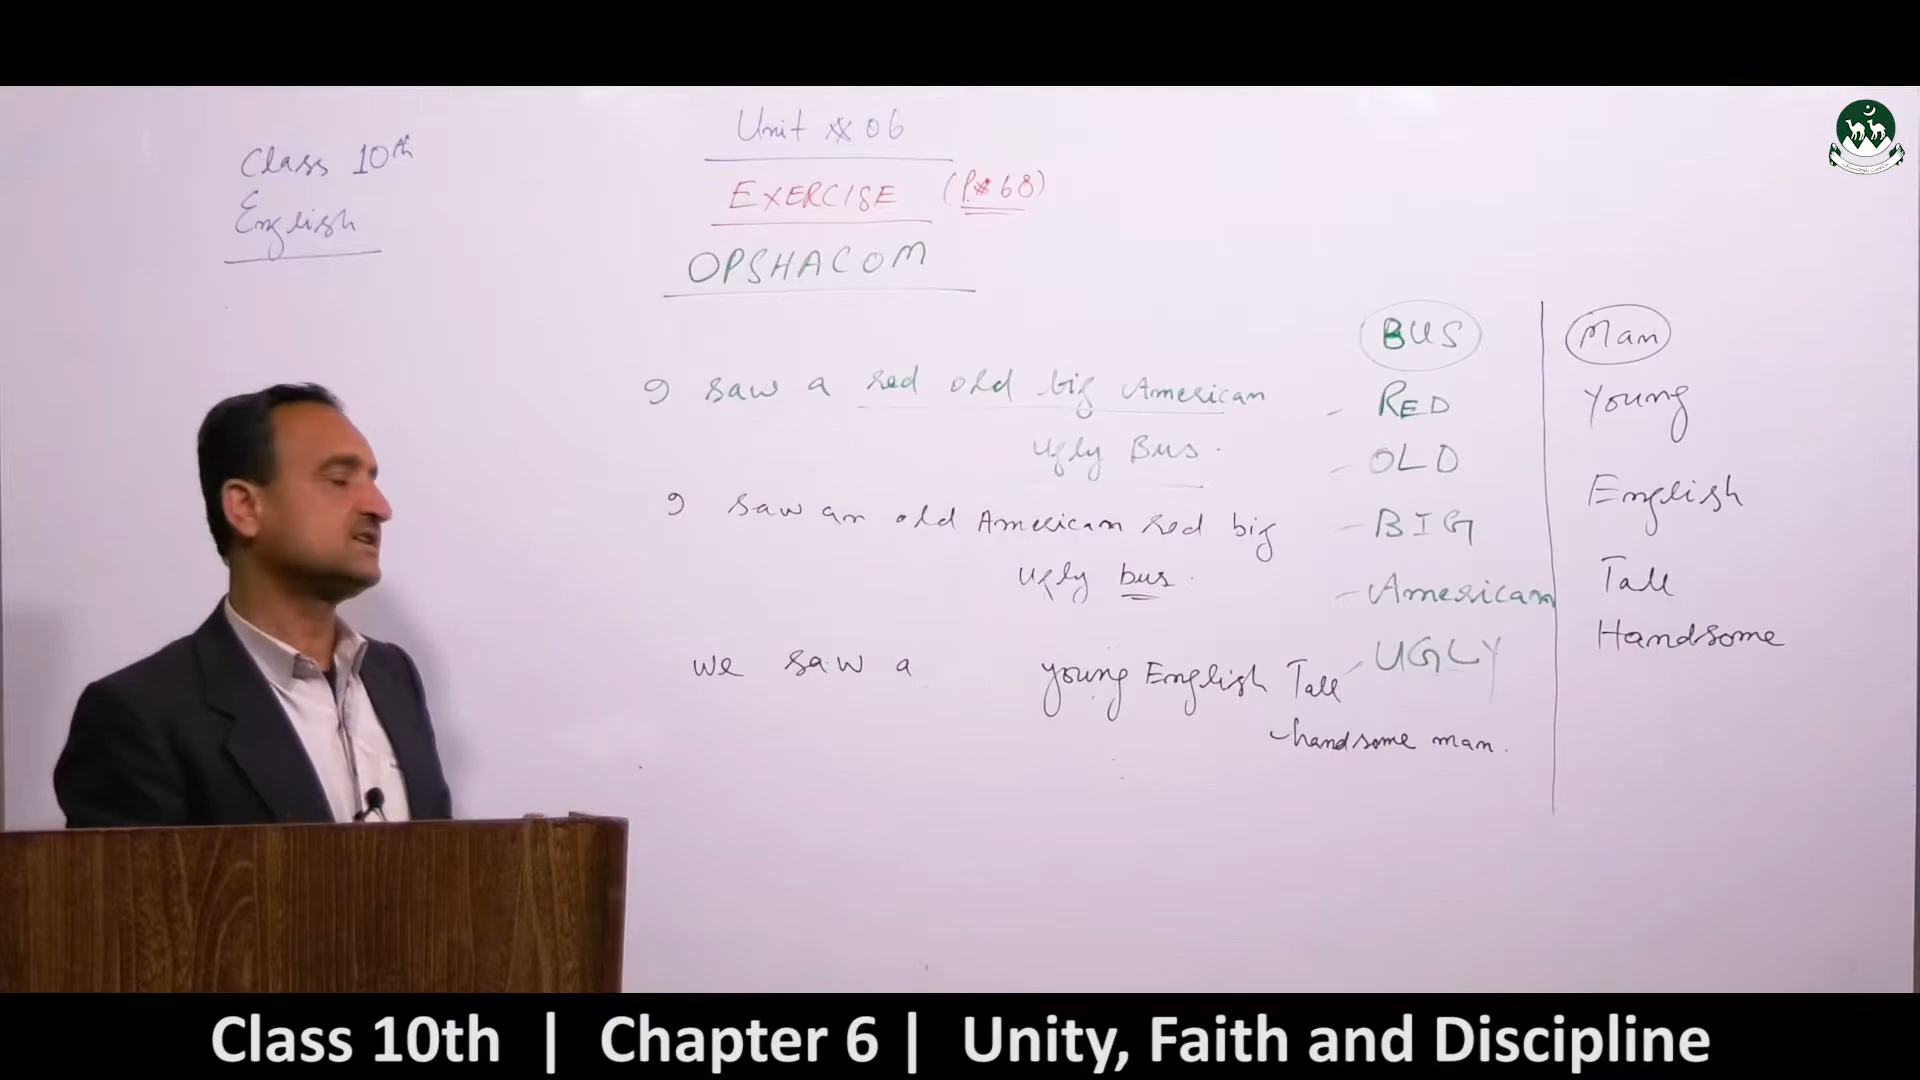 Class 10th
English
Unit # 06
EXERCISE (P.# 68)
OPSHACOM
I saw a red old big American
ugly Bus.
I saw an old American red big
ugly bus.
we saw a young English Tall
handsome man.
BUS
- RED
- OLD
- BIG
- American
- UGLY
Man
Young
English
Tall
Handsome
Class 10th | Chapter 6 | Unity, Faith and Discipline